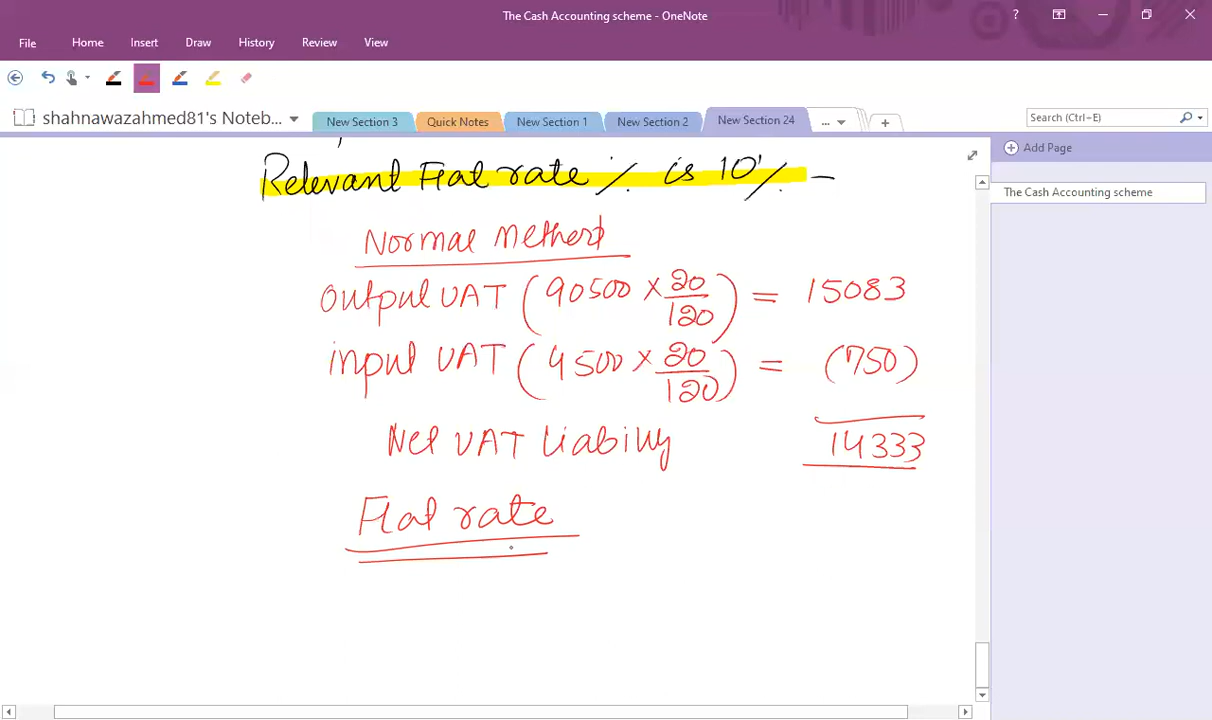 The Cash Accounting scheme - OneNote
File Home Insert Draw History Review View
shahnawazahmed81's Noteb... New Section 3 Quick Notes New Section 1 New Section 2 New Section 24 ... Search (Ctrl+E)
Add Page
The Cash Accounting scheme
Relevant Flat rate % is 10% -
Normal Method
output VAT (90500 × 20/120) = 15083
input VAT (4500 × 20/120) = (750)
Net VAT liability 14333
Flat rate